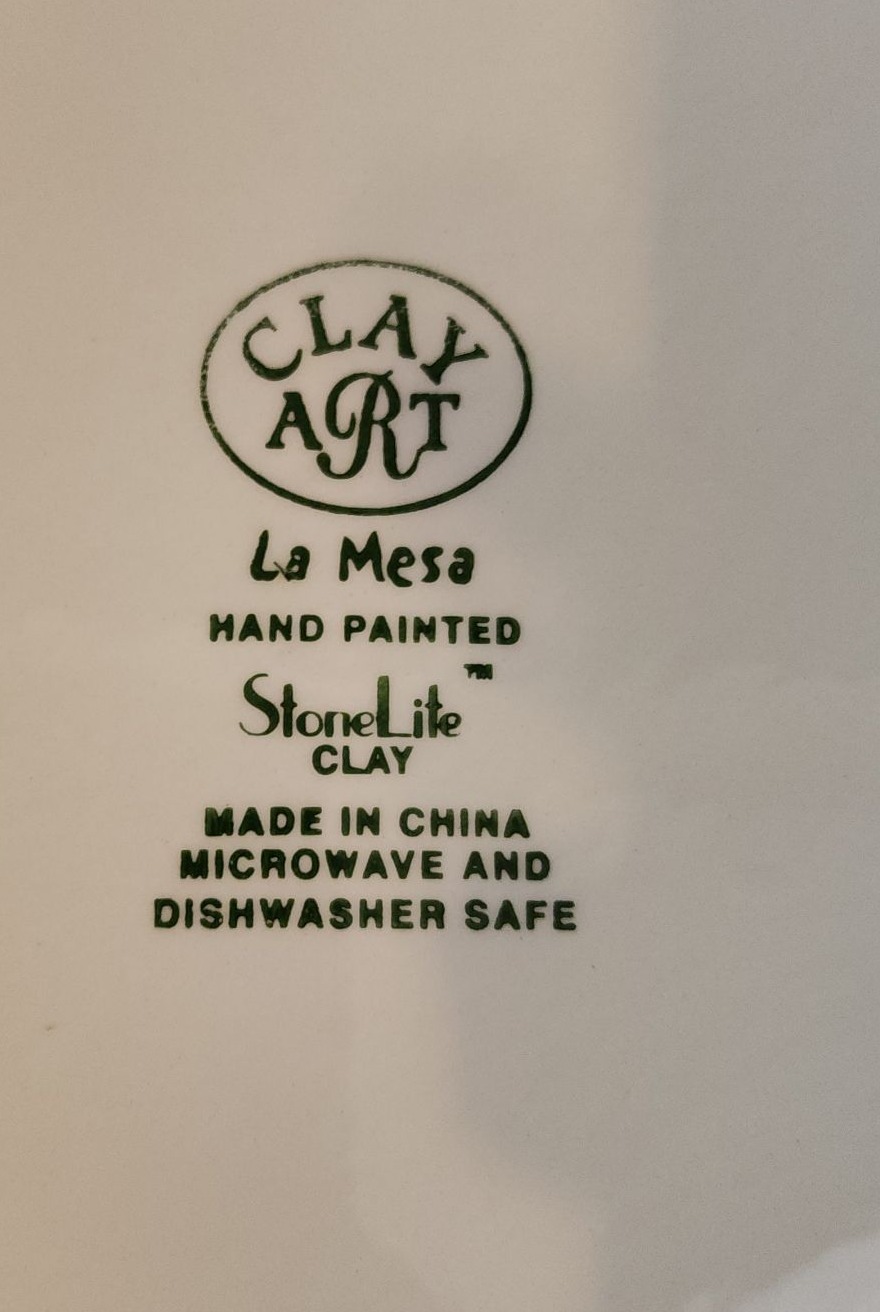 CLAY
ART
La Mesa
HAND PAINTED
StoneLite™
CLAY
MADE IN CHINA
MICROWAVE AND
DISHWASHER SAFE